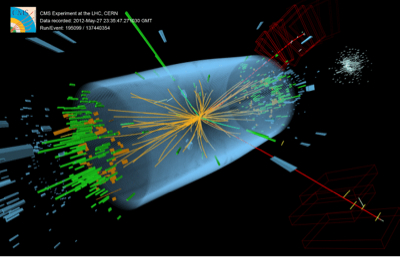 CMS Experiment at the LHC, CERN
Data recorded: 2012-May-27 23:35:47.271030 GMT
Run/Event: 195099 / 137440354